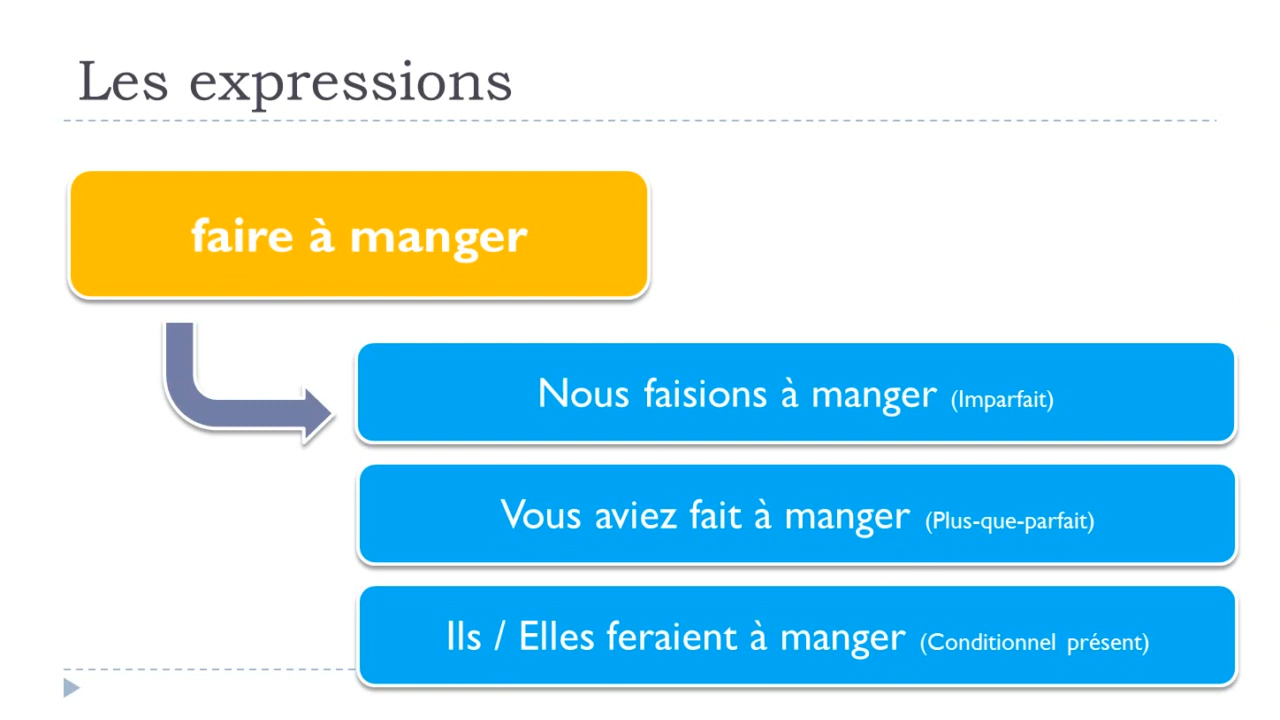 Les expressions
faire à manger
Nous faisions à manger (Imparfait)
Vous aviez fait à manger (Plus-que-parfait)
Ils / Elles feraient à manger (Conditionnel présent)